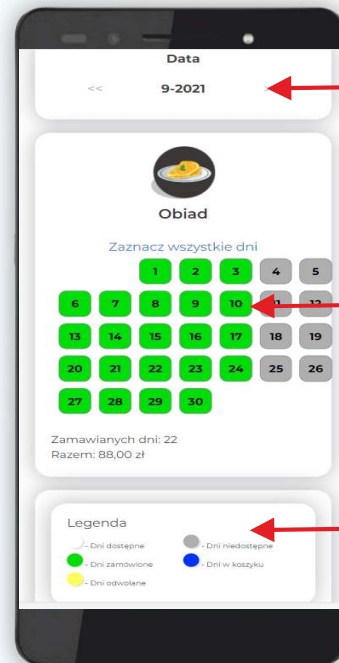 Data
<< 9-2021
Obiad
Zaznacz wszystkie dni
1 2 3 4 5
6 7 8 9 10 11 12
13 14 15 16 17 18 19
20 21 22 23 24 25 26
27 28 29 30
Zamawianych dni: 22
Razem: 88,00 zł
Legenda
- Dni dostępne - Dni niedostępne
- Dni zamówione - Dni w koszyku
- Dni odwołane